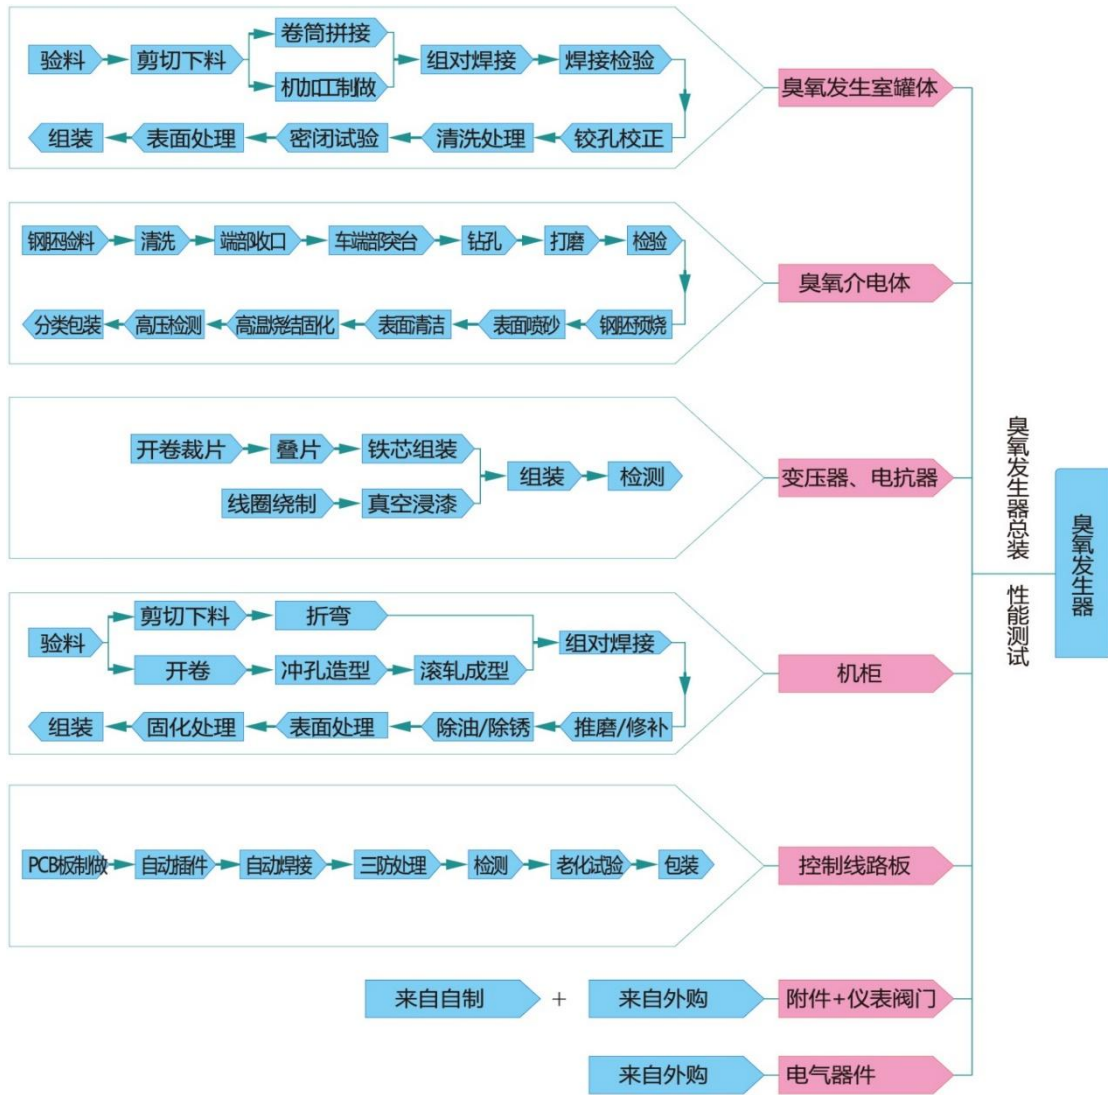 验料
剪切下料
卷筒拼接
机加工制做
组对焊接
焊接检验
铰孔校正
清洗处理
密闭试验
表面处理
组装
臭氧发生室罐体
钢胚验料
清洗
端部收口
车端部突台
钻孔
打磨
检验
钢胚预烧
表面喷砂
表面清洁
高温烧结固化
高压检测
分类包装
臭氧介电体
开卷裁片
叠片
铁芯组装
线圈绕制
真空浸漆
组装
检测
变压器、电抗器
验料
剪切下料
折弯
开卷
冲孔造型
滚轧成型
组对焊接
推磨/修补
除油/除锈
表面处理
固化处理
组装
机柜
PCB板制做
自动插件
自动焊接
三防处理
检测
老化试验
包装
控制线路板
来自自制
+
来自外购
附件+仪表阀门
来自外购
电气器件
臭氧发生器总装
性能测试
臭氧发生器